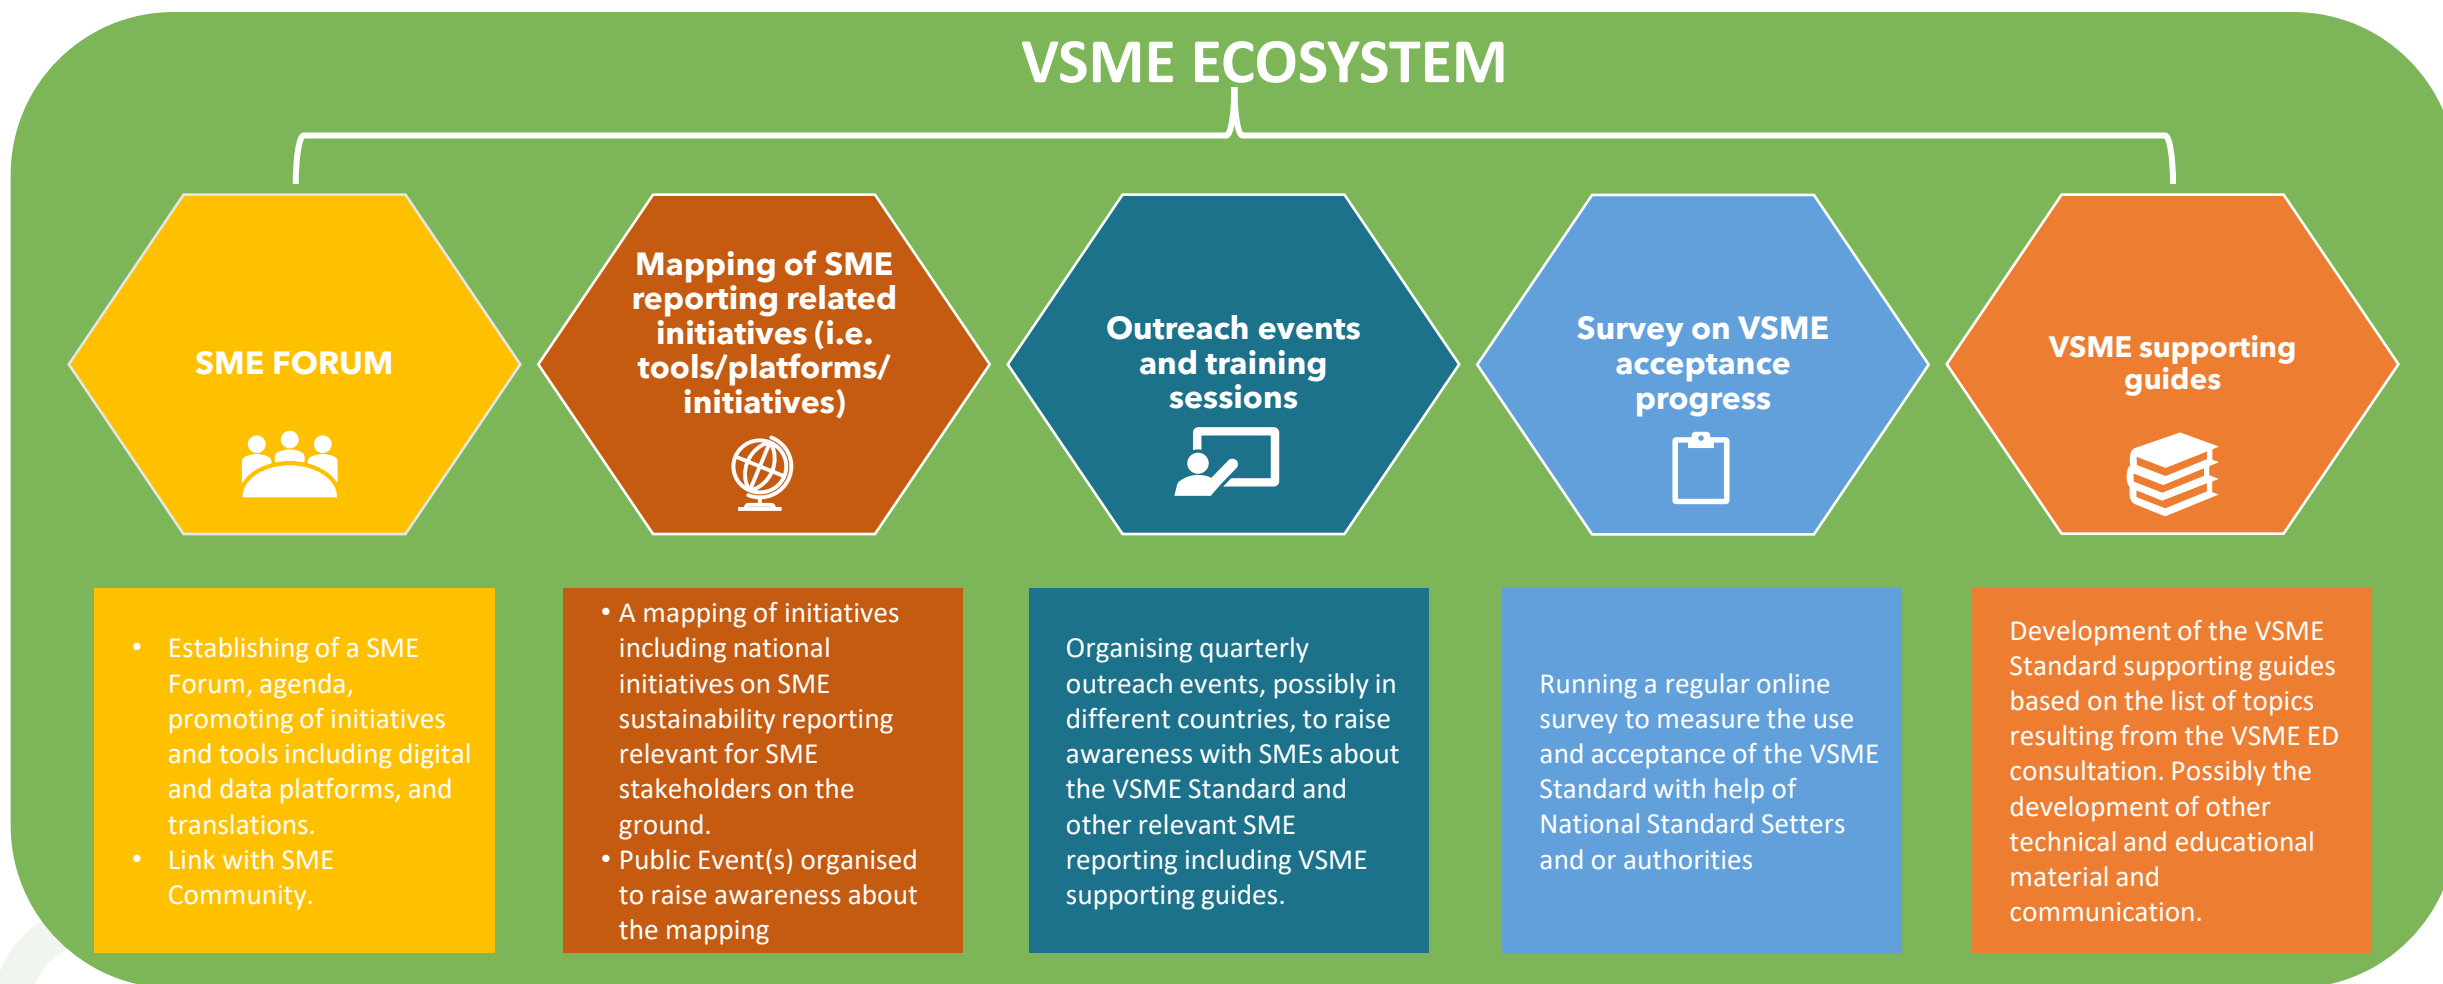 VSME ECOSYSTEM
SME FORUM
Mapping of SME
reporting related
initiatives (i.e.
tools/platforms/
initiatives)
Outreach events
and training
sessions
Survey on VSME
acceptance
progress
VSME supporting
guides
• Establishing of a SME
Forum, agenda,
promoting of initiatives
and tools including digital
and data platforms, and
translations.
• Link with SME
Community.
• A mapping of initiatives
including national
initiatives on SME
sustainability reporting
relevant for SME
stakeholders on the
ground.
• Public Event(s) organised
to raise awareness about
the mapping
Organising quarterly
outreach events, possibly in
different countries, to raise
awareness with SMEs about
the VSME Standard and
other relevant SME
reporting including VSME
supporting guides.
Running a regular online
survey to measure the use
and acceptance of the VSME
Standard with help of
National Standard Setters
and or authorities
Development of the VSME
Standard supporting guides
based on the list of topics
resulting from the VSME ED
consultation. Possibly the
development of other
technical and educational
material and
communication.